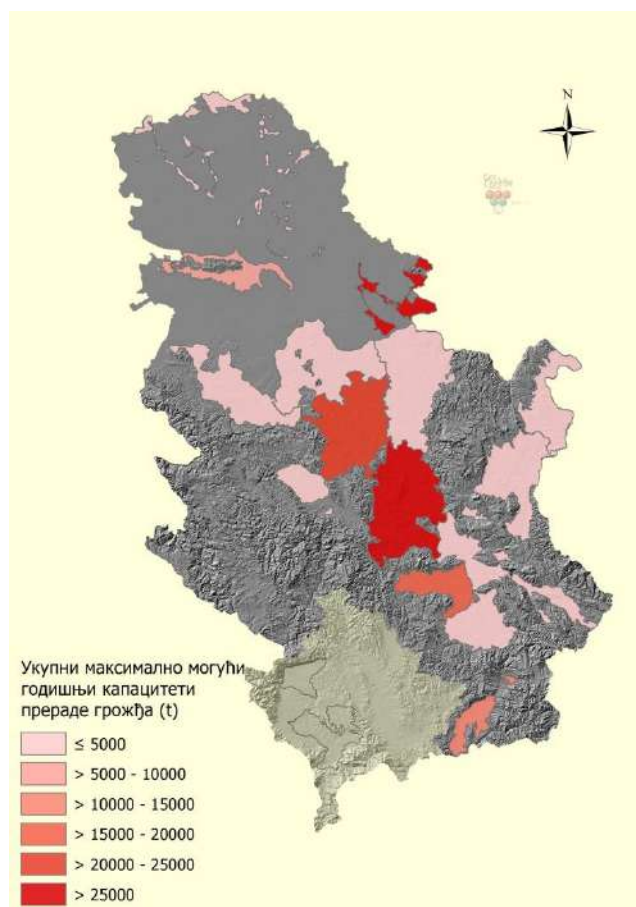 N
Укупни максимално могући
годишњи капацитети
прераде грожђа (t)
≤ 5000
> 5000 - 10000
> 10000 - 15000
> 15000 - 20000
> 20000 - 25000
> 25000